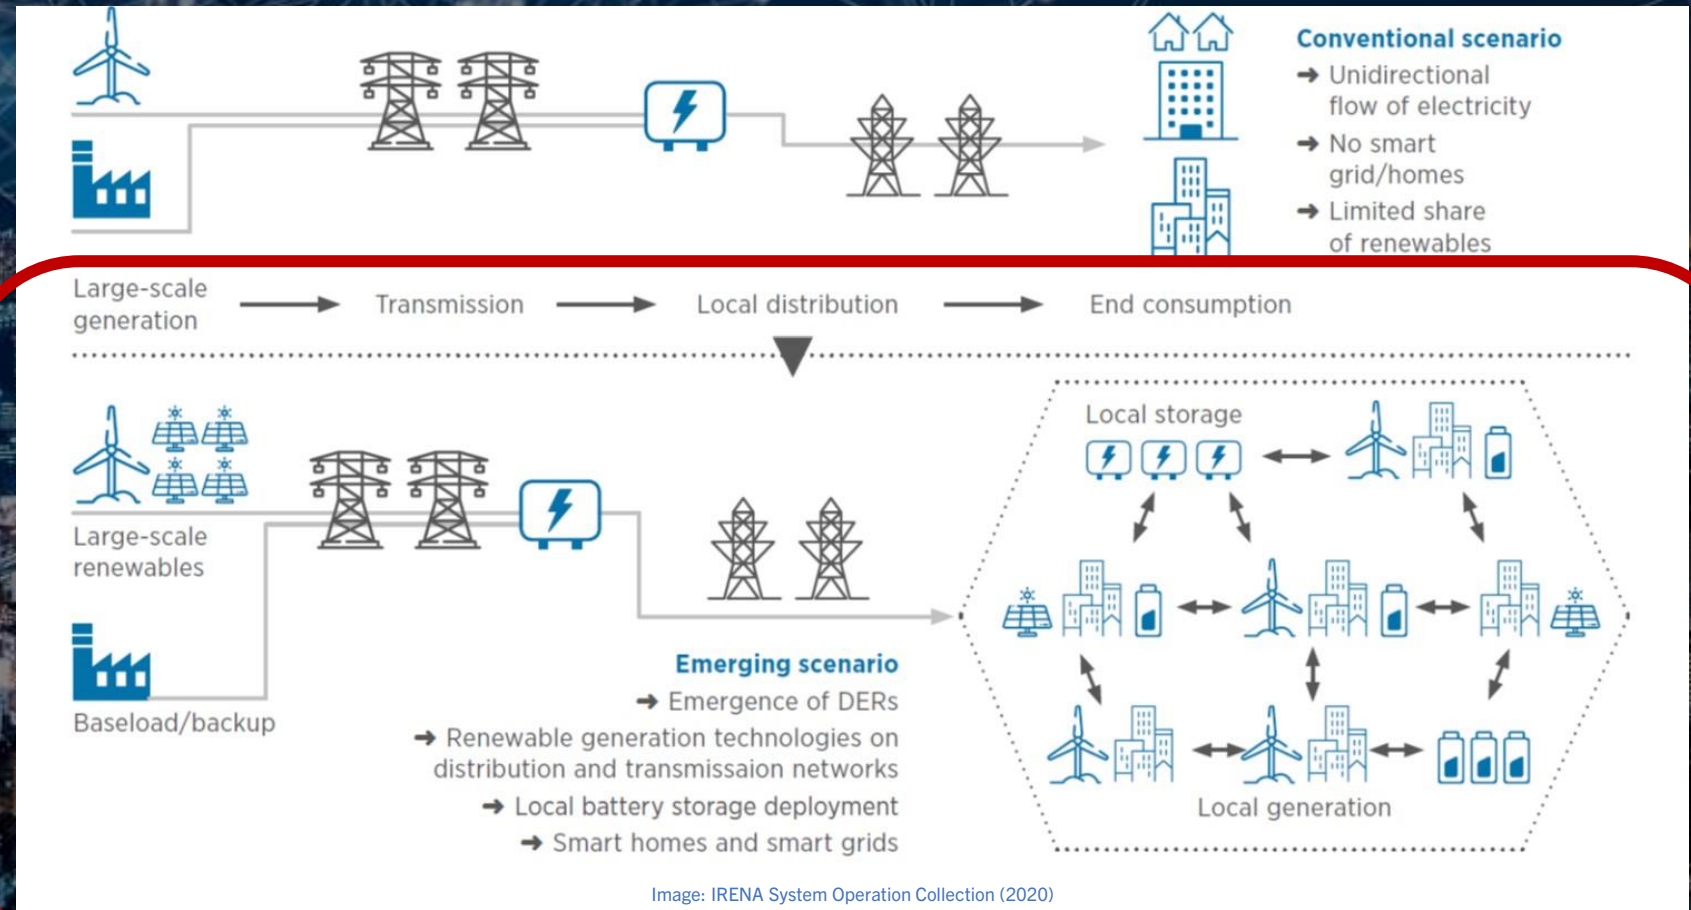 Conventional scenario
➜ Unidirectional
flow of electricity
➜ No smart
grid/homes
➜ Limited share
of renewables
Large-scale
generation
Transmission
Local distribution
End consumption
Local storage
Large-scale
renewables
Baseload/backup
Emerging scenario
➜ Emergence of DERs
➜ Renewable generation technologies on
distribution and transmissaion networks
➜ Local battery storage deployment
➜ Smart homes and smart grids
Local generation
Image: IRENA System Operation Collection (2020)